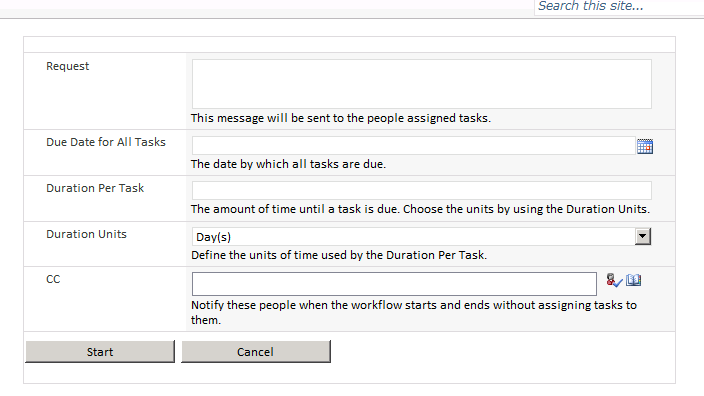 Search this site...
Request
This message will be sent to the people assigned tasks.
Due Date for All Tasks
The date by which all tasks are due.
Duration Per Task
The amount of time until a task is due. Choose the units by using the Duration Units.
Duration Units
Day(s)
Define the units of time used by the Duration Per Task.
CC
Notify these people when the workflow starts and ends without assigning tasks to
them.
Start
Cancel